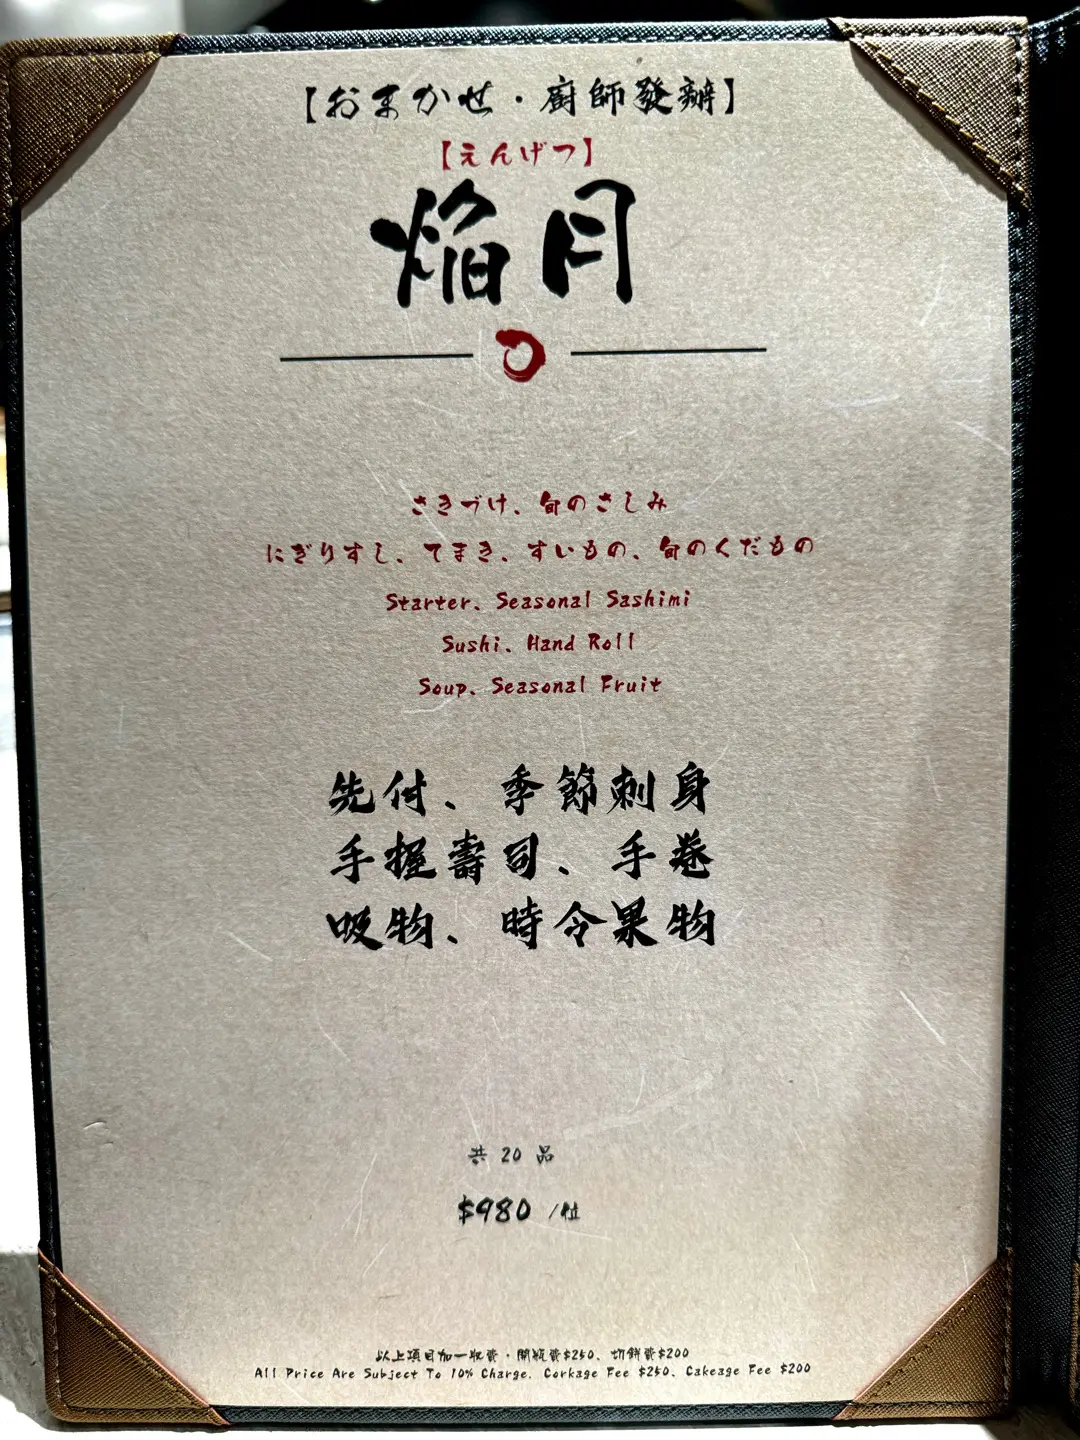 【おまかせ・廚師發辦】
【えんげつ】
焔月
さきづけ、旬のさしみ
にぎりすし、てまき、すいもの、旬のくだもの
Starter、Seasonal Sashimi
Sushi、Hand Roll
Soup、Seasonal Fruit
先付、季節刺身
手握壽司、手卷
吸物、時令果物
共 20 品
$980 /位
以上項目加一收費・開瓶費$250、切餅費$200
All Price Are Subject To 10% Charge. Corkage Fee $250、Cakeage Fee $200